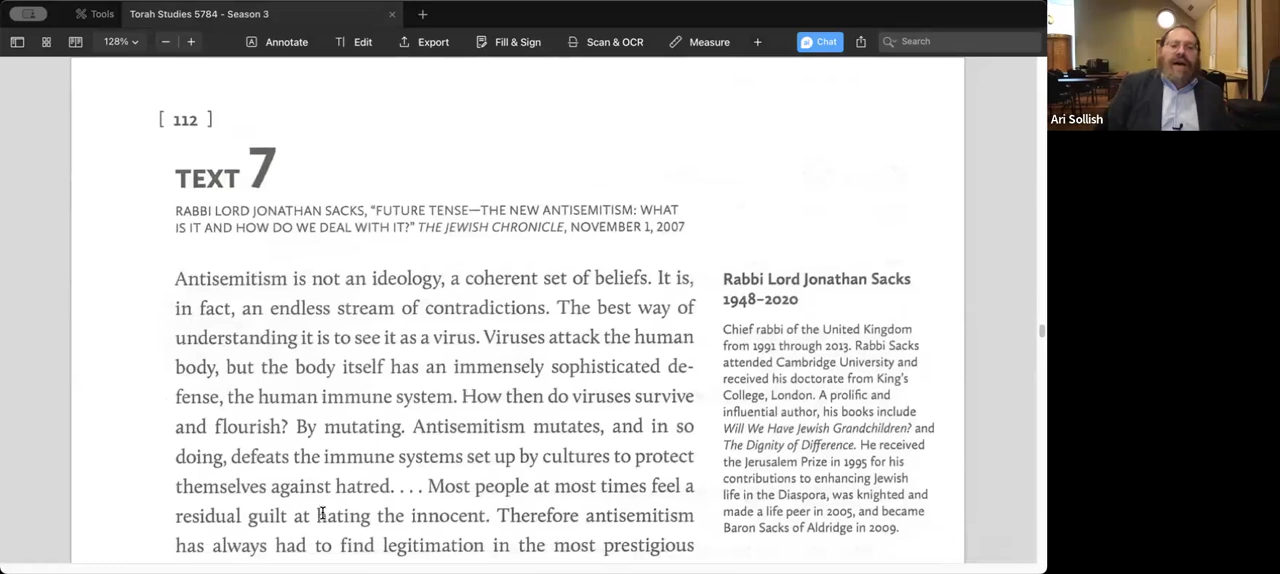 Tools
Torah Studies 5784 - Season 3
128%
Annotate
Edit
Export
Fill & Sign
Scan & OCR
Measure
Chat
Search
Ari Sollish
[ 112 ]
TEXT 7
RABBI LORD JONATHAN SACKS, “FUTURE TENSE—THE NEW ANTISEMITISM: WHAT
IS IT AND HOW DO WE DEAL WITH IT?” THE JEWISH CHRONICLE, NOVEMBER 1, 2007
Antisemitism is not an ideology, a coherent set of beliefs. It is,
in fact, an endless stream of contradictions. The best way of
understanding it is to see it as a virus. Viruses attack the human
body, but the body itself has an immensely sophisticated de-
fense, the human immune system. How then do viruses survive
and flourish? By mutating. Antisemitism mutates, and in so
doing, defeats the immune systems set up by cultures to protect
themselves against hatred. . . . Most people at most times feel a
residual guilt at hating the innocent. Therefore antisemitism
has always had to find legitimation in the most prestigious
Rabbi Lord Jonathan Sacks
1948–2020
Chief rabbi of the United Kingdom
from 1991 through 2013. Rabbi Sacks
attended Cambridge University and
received his doctorate from King’s
College, London. A prolific and
influential author, his books include
Will We Have Jewish Grandchildren? and
The Dignity of Difference. He received
the Jerusalem Prize in 1995 for his
contributions to enhancing Jewish
life in the Diaspora, was knighted and
made a life peer in 2005, and became
Baron Sacks of Aldridge in 2009.